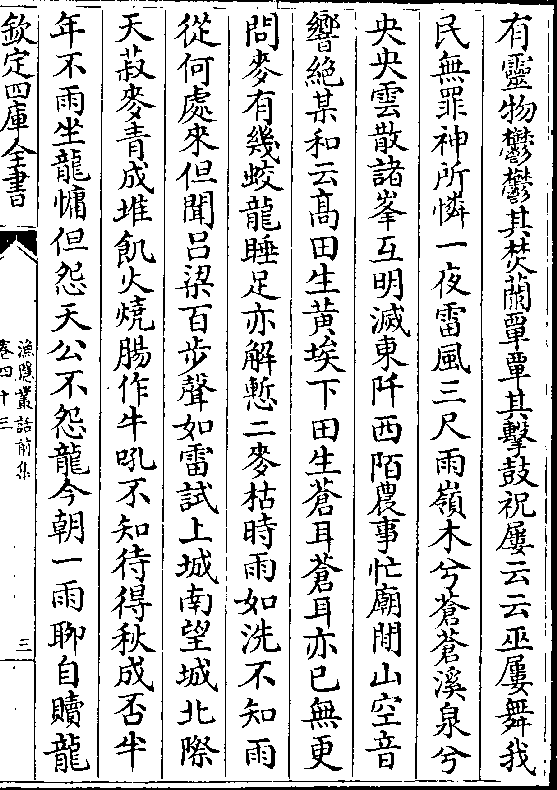 有靈物鬱鬱其焚蘭覃覃其擊鼓祝屢云云巫屢舞我
民無罪神所憐一夜雷風三尺雨嶺木兮蒼蒼溪泉兮
央央雲散諸峯互明滅東阡西陌農事忙廟閉山空音
響絶某和云髙田生黃埃下田生蒼耳蒼耳亦已無更
問麥有幾蛟龍睡足亦解慙二麥枯時雨如洗不知雨
從何處來但聞吕梁百步聲如雷試上城南望城北際
天菽麥青成堆飢火燒腸作牛吼不知待得秋成否半
年不雨坐龍慵但怨天公不怨龍今朝一雨聊自贖龍
欽定四庫全書
漁隱叢話前集
卷四十三
三